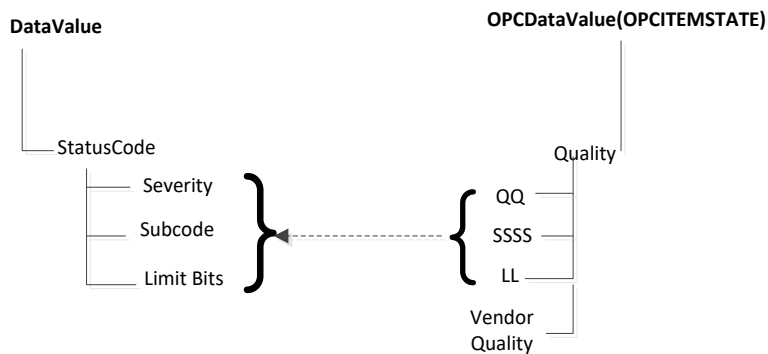 DataValue
OPCDataValue(OPCITEMSTATE)
StatusCode
Quality
Severity
QQ
Subcode
SSSS
Limit Bits
LL
Vendor
Quality